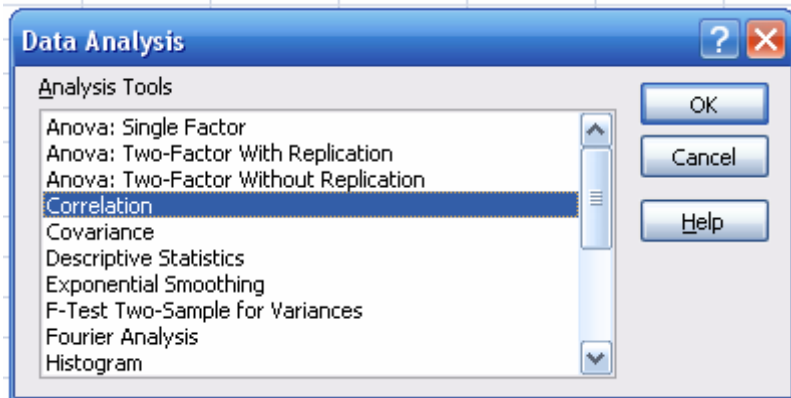 Data Analysis
Analysis Tools
Anova: Single Factor
Anova: Two-Factor With Replication
Anova: Two-Factor Without Replication
Correlation
Covariance
Descriptive Statistics
Exponential Smoothing
F-Test Two-Sample for Variances
Fourier Analysis
Histogram
OK
Cancel
Help